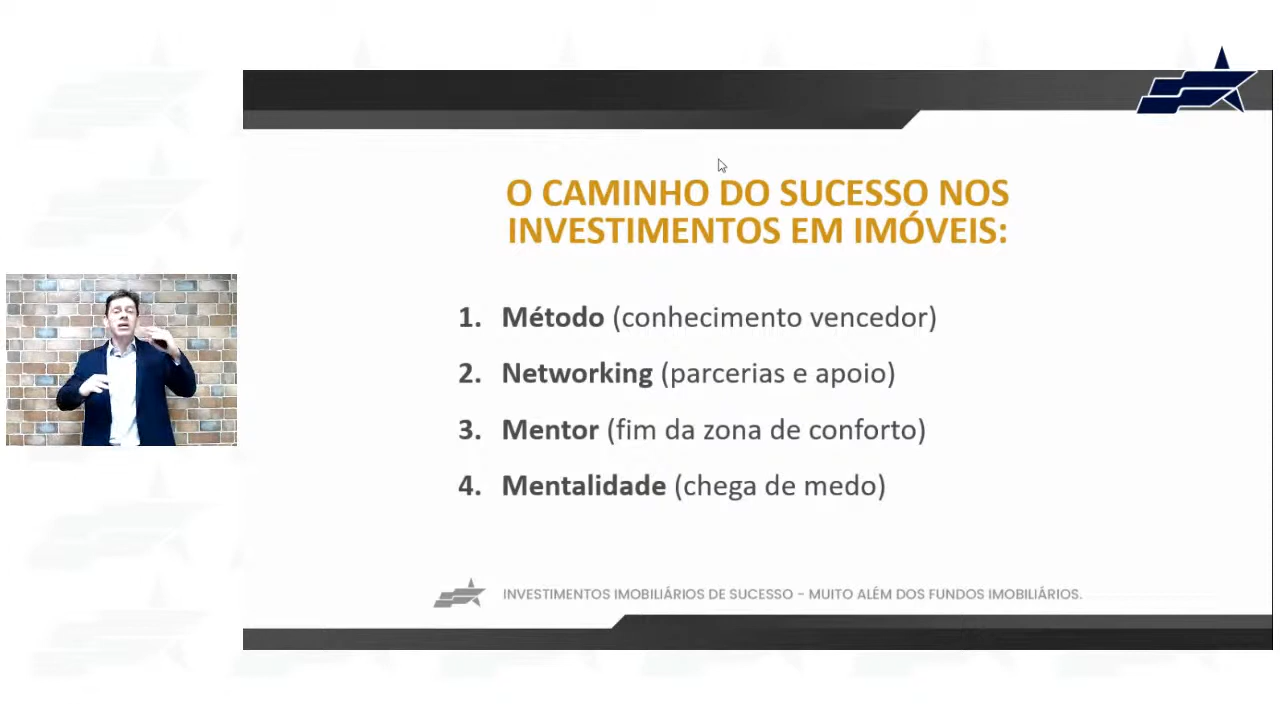 O CAMINHO DO SUCESSO NOS
INVESTIMENTOS EM IMÓVEIS:
1. Método (conhecimento vencedor)
2. Networking (parcerias e apoio)
3. Mentor (fim da zona de conforto)
4. Mentalidade (chega de medo)
INVESTIMENTOS IMOBILIÁRIOS DE SUCESSO - MUITO ALÉM DOS FUNDOS IMOBILIÁRIOS.